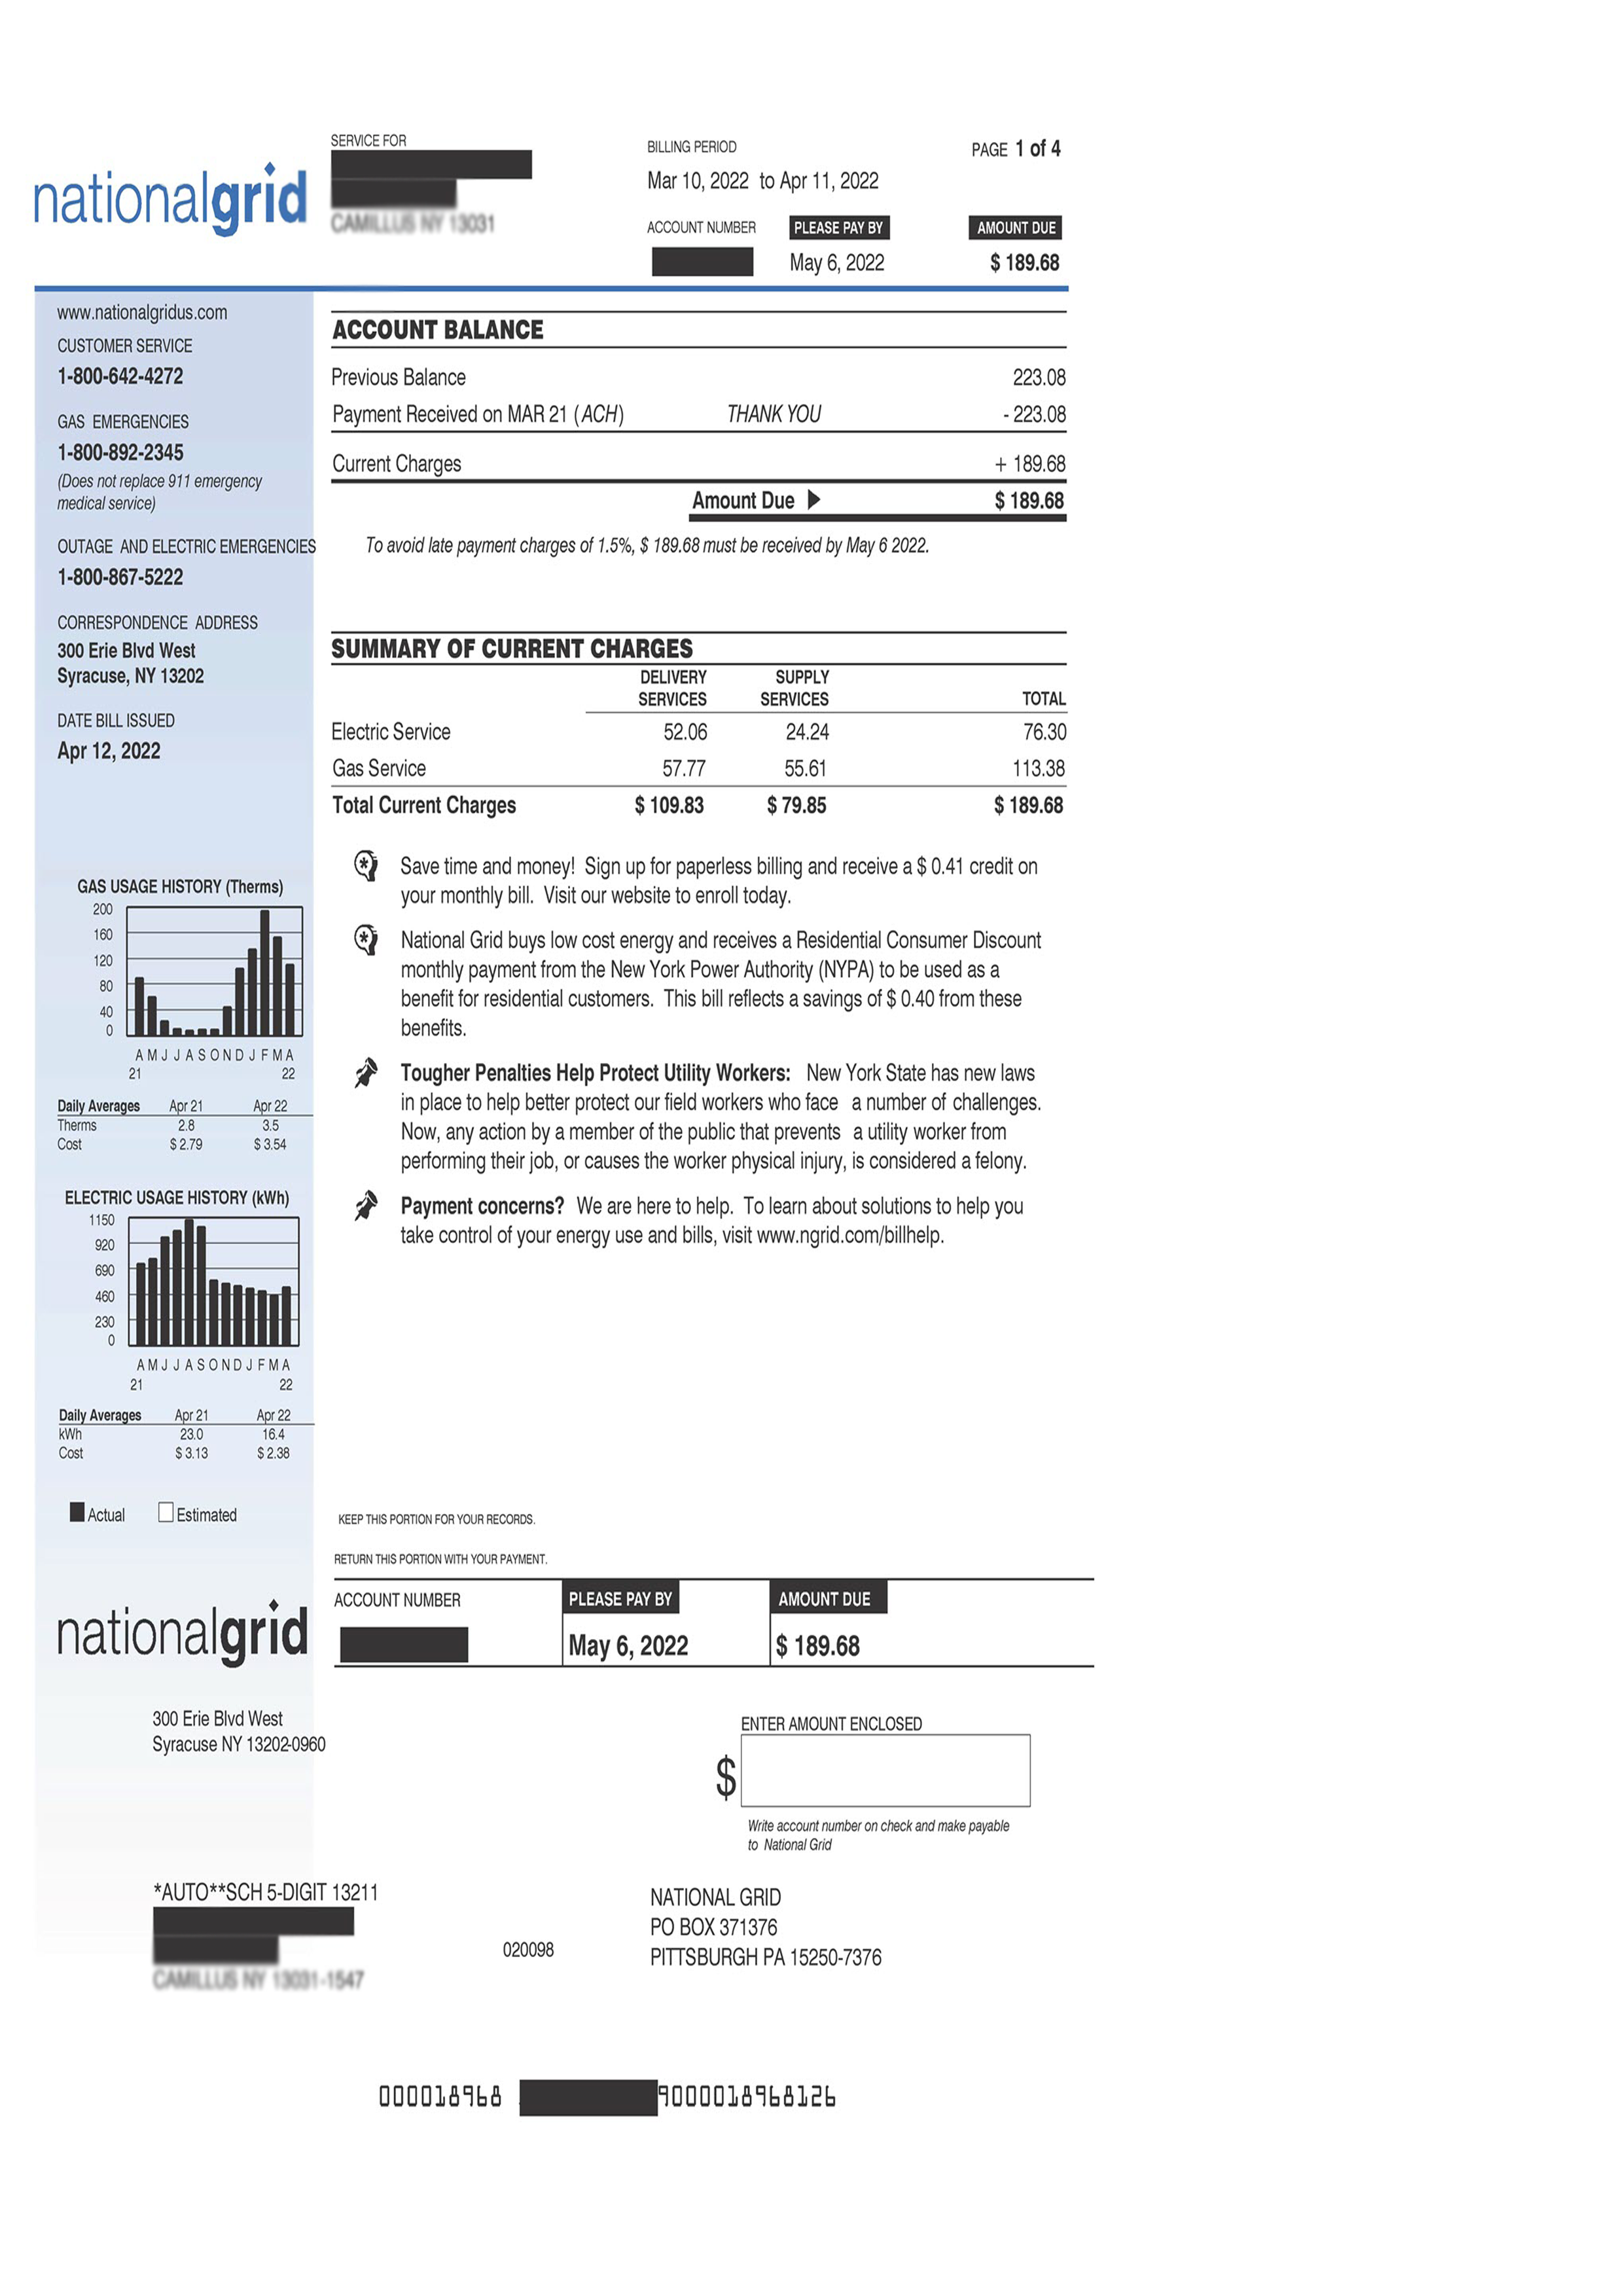 nationalgrid
SERVICE FOR
CAMILLUS NY 13031
BILLING PERIOD
Mar 10, 2022 to Apr 11, 2022
PAGE 1 of 4
ACCOUNT NUMBER
PLEASE PAY BY
May 6, 2022
AMOUNT DUE
$ 189.68
www.nationalgridus.com
CUSTOMER SERVICE
1-800-642-4272
GAS EMERGENCIES
1-800-892-2345
(Does not replace 911 emergency
medical service)
OUTAGE AND ELECTRIC EMERGENCIES
1-800-867-5222
CORRESPONDENCE ADDRESS
300 Erie Blvd West
Syracuse, NY 13202
DATE BILL ISSUED
Apr 12, 2022
GAS USAGE HISTORY (Therms)
200
160
120
80
40
0
A M J J A S O N D J F M A
21 22
Daily Averages Apr 21 Apr 22
Therms 2.8 3.5
Cost $ 2.79 $ 3.54
ELECTRIC USAGE HISTORY (kWh)
1150
920
690
460
230
0
A M J J A S O N D J F M A
21 22
Daily Averages Apr 21 Apr 22
kWh 23.0 16.4
Cost $ 3.13 $ 2.38
Actual Estimated
ACCOUNT BALANCE
Previous Balance 223.08
Payment Received on MAR 21 (ACH) THANK YOU - 223.08
Current Charges + 189.68
Amount Due $ 189.68
To avoid late payment charges of 1.5%, $ 189.68 must be received by May 6 2022.
SUMMARY OF CURRENT CHARGES
DELIVERY SUPPLY
SERVICES SERVICES TOTAL
Electric Service 52.06 24.24 76.30
Gas Service 57.77 55.61 113.38
Total Current Charges $ 109.83 $ 79.85 $ 189.68
Save time and money! Sign up for paperless billing and receive a $ 0.41 credit on
your monthly bill. Visit our website to enroll today.
National Grid buys low cost energy and receives a Residential Consumer Discount
monthly payment from the New York Power Authority (NYPA) to be used as a
benefit for residential customers. This bill reflects a savings of $ 0.40 from these
benefits.
Tougher Penalties Help Protect Utility Workers: New York State has new laws
in place to help better protect our field workers who face a number of challenges.
Now, any action by a member of the public that prevents a utility worker from
performing their job, or causes the worker physical injury, is considered a felony.
Payment concerns? We are here to help. To learn about solutions to help you
take control of your energy use and bills, visit www.ngrid.com/billhelp.
KEEP THIS PORTION FOR YOUR RECORDS.
RETURN THIS PORTION WITH YOUR PAYMENT.
nationalgrid
ACCOUNT NUMBER
PLEASE PAY BY
May 6, 2022
AMOUNT DUE
$ 189.68
300 Erie Blvd West
Syracuse NY 13202-0960
ENTER AMOUNT ENCLOSED
$
Write account number on check and make payable
to National Grid
*AUTO**SCH 5-DIGIT 13211
CAMILLUS NY 13031-1547
020098
NATIONAL GRID
PO BOX 371376
PITTSBURGH PA 15250-7376
000018968 9000018968126